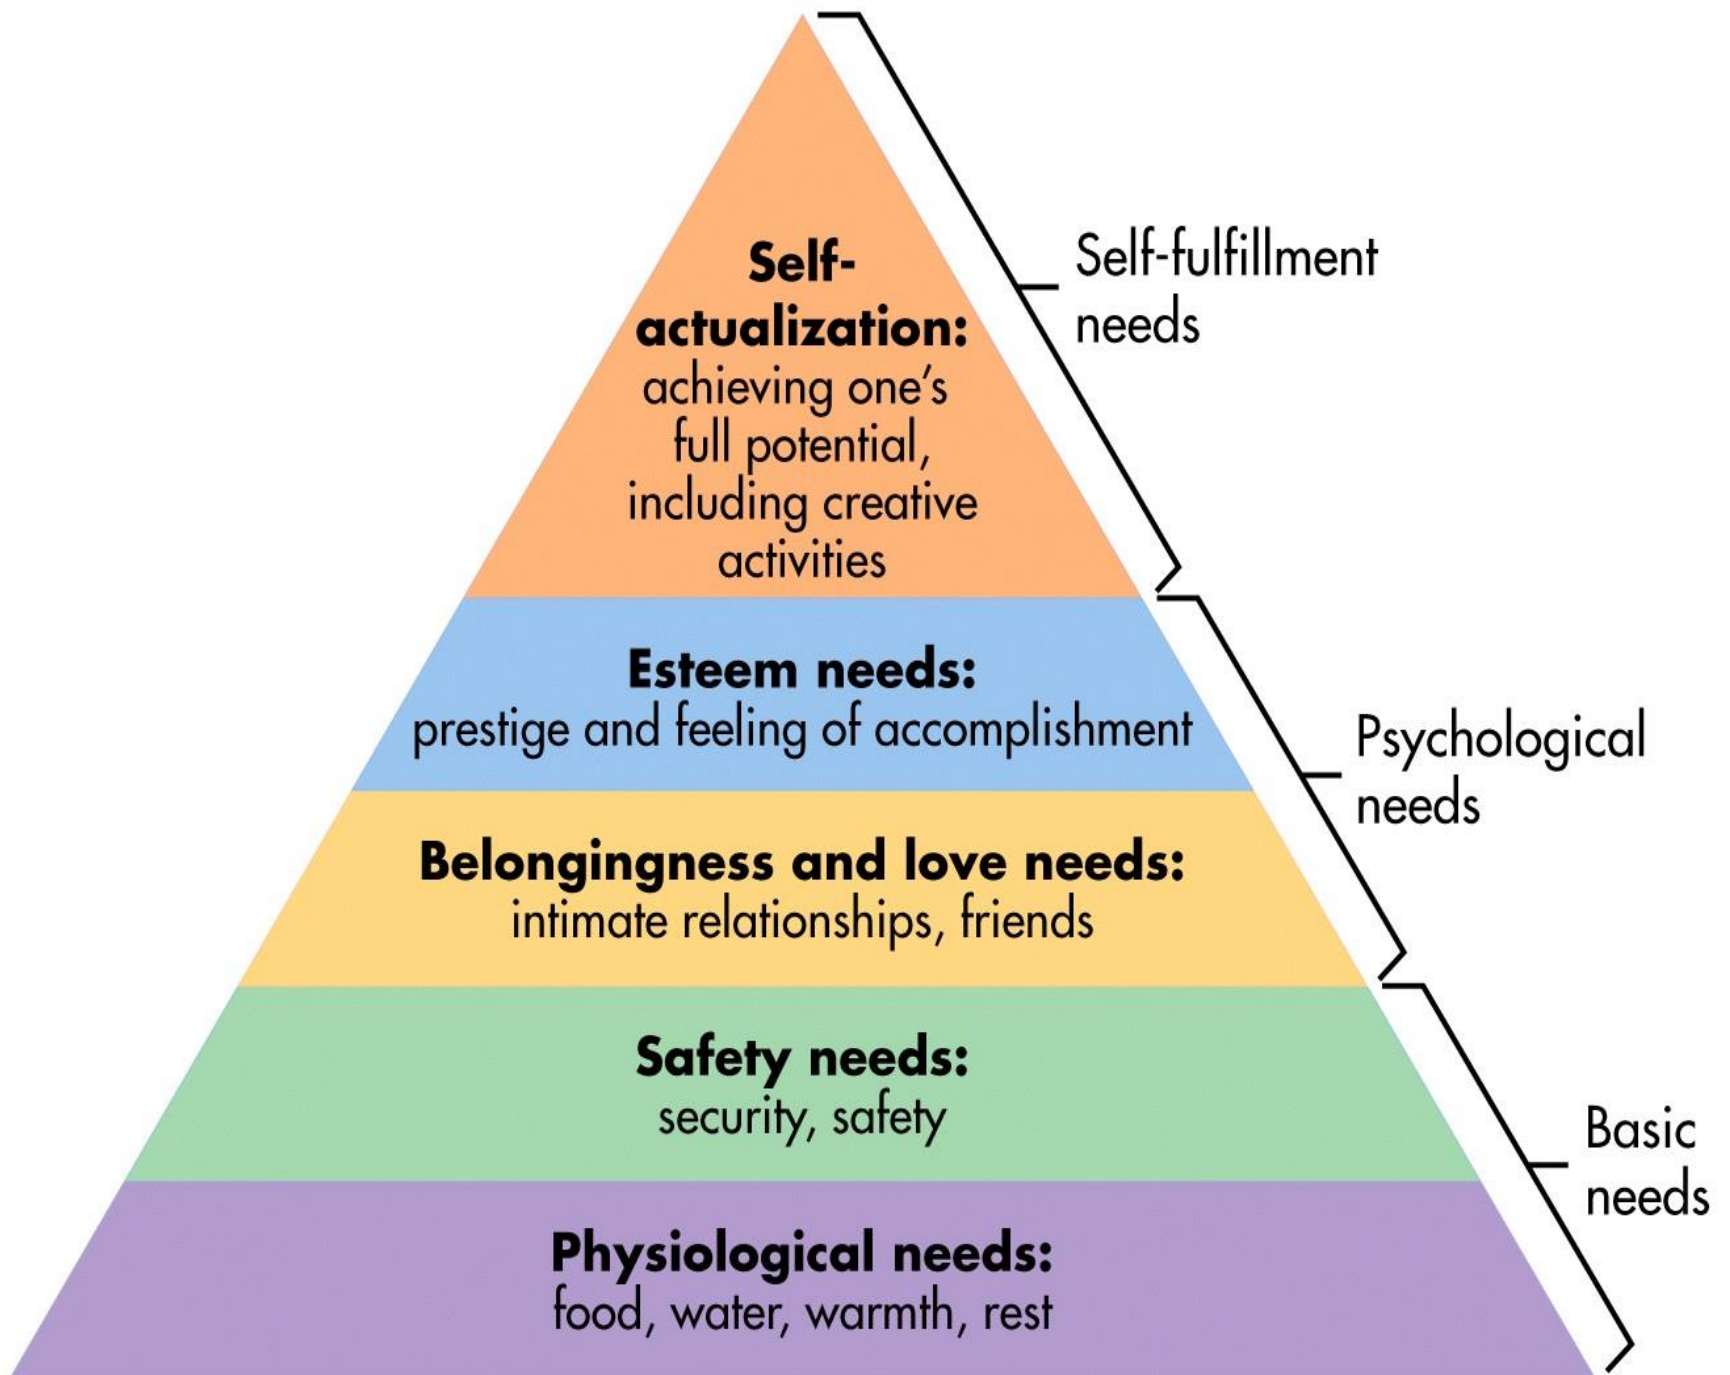 Self-
actualization:
achieving one's
full potential,
including creative
activities
Self-fulfillment
needs
Esteem needs:
prestige and feeling of accomplishment
Psychological
needs
Belongingness and love needs:
intimate relationships, friends
Safety needs:
security, safety
Basic
needs
Physiological needs:
food, water, warmth, rest